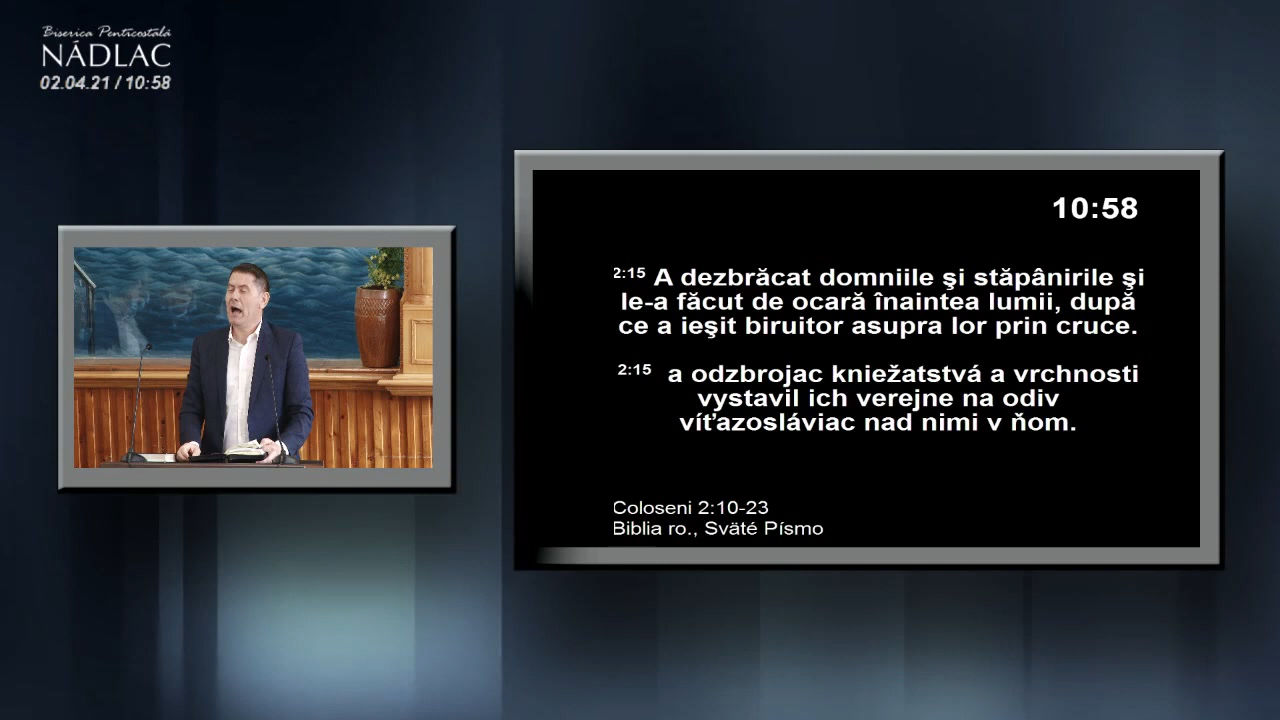 Biserica Penticostală
NĂDLAC
02.04.21 / 10:58
10:58
2:15 A dezbrăcat domniile şi stăpânirile şi
le-a făcut de ocară înaintea lumii, după
ce a ieşit biruitor asupra lor prin cruce.
2:15 a odzbrojac kniežatstvá a vrchnosti
vystavil ich verejne na odiv
víťazosláviac nad nimi v ňom.
Coloseni 2:10-23
Biblia ro., Sväté Písmo